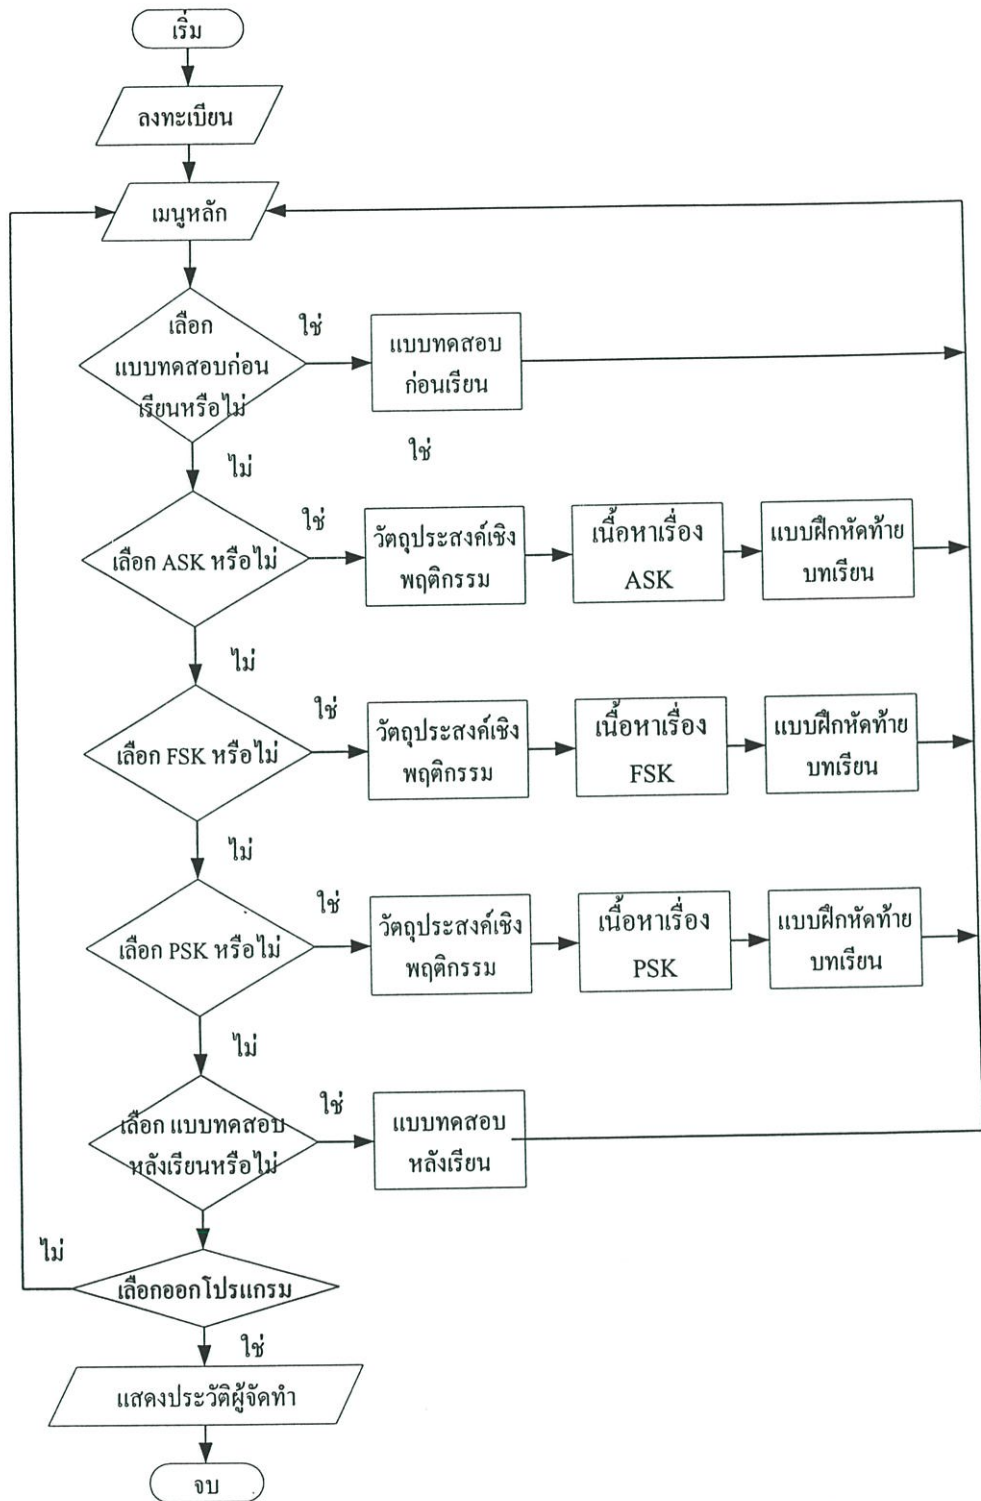 เริ่ม
ลงทะเบียน
เมนูหลัก
เลือก
แบบทดสอบก่อน
เรียนหรือไม่
ใช่
แบบทดสอบ
ก่อนเรียน
ไม่
ใช่
เลือก ASK หรือไม่
ใช่
วัตถุประสงค์เชิง
พฤติกรรม
เนื้อหาเรื่อง
ASK
แบบฝึกหัดท้าย
บทเรียน
ไม่
เลือก FSK หรือไม่
ใช่
วัตถุประสงค์เชิง
พฤติกรรม
เนื้อหาเรื่อง
FSK
แบบฝึกหัดท้าย
บทเรียน
ไม่
เลือก PSK หรือไม่
ใช่
วัตถุประสงค์เชิง
พฤติกรรม
เนื้อหาเรื่อง
PSK
แบบฝึกหัดท้าย
บทเรียน
ไม่
เลือก แบบทดสอบ
หลังเรียนหรือไม่
ใช่
แบบทดสอบ
หลังเรียน
ไม่
เลือกออกโปรแกรม
ใช่
แสดงประวัติผู้จัดทำ
จบ